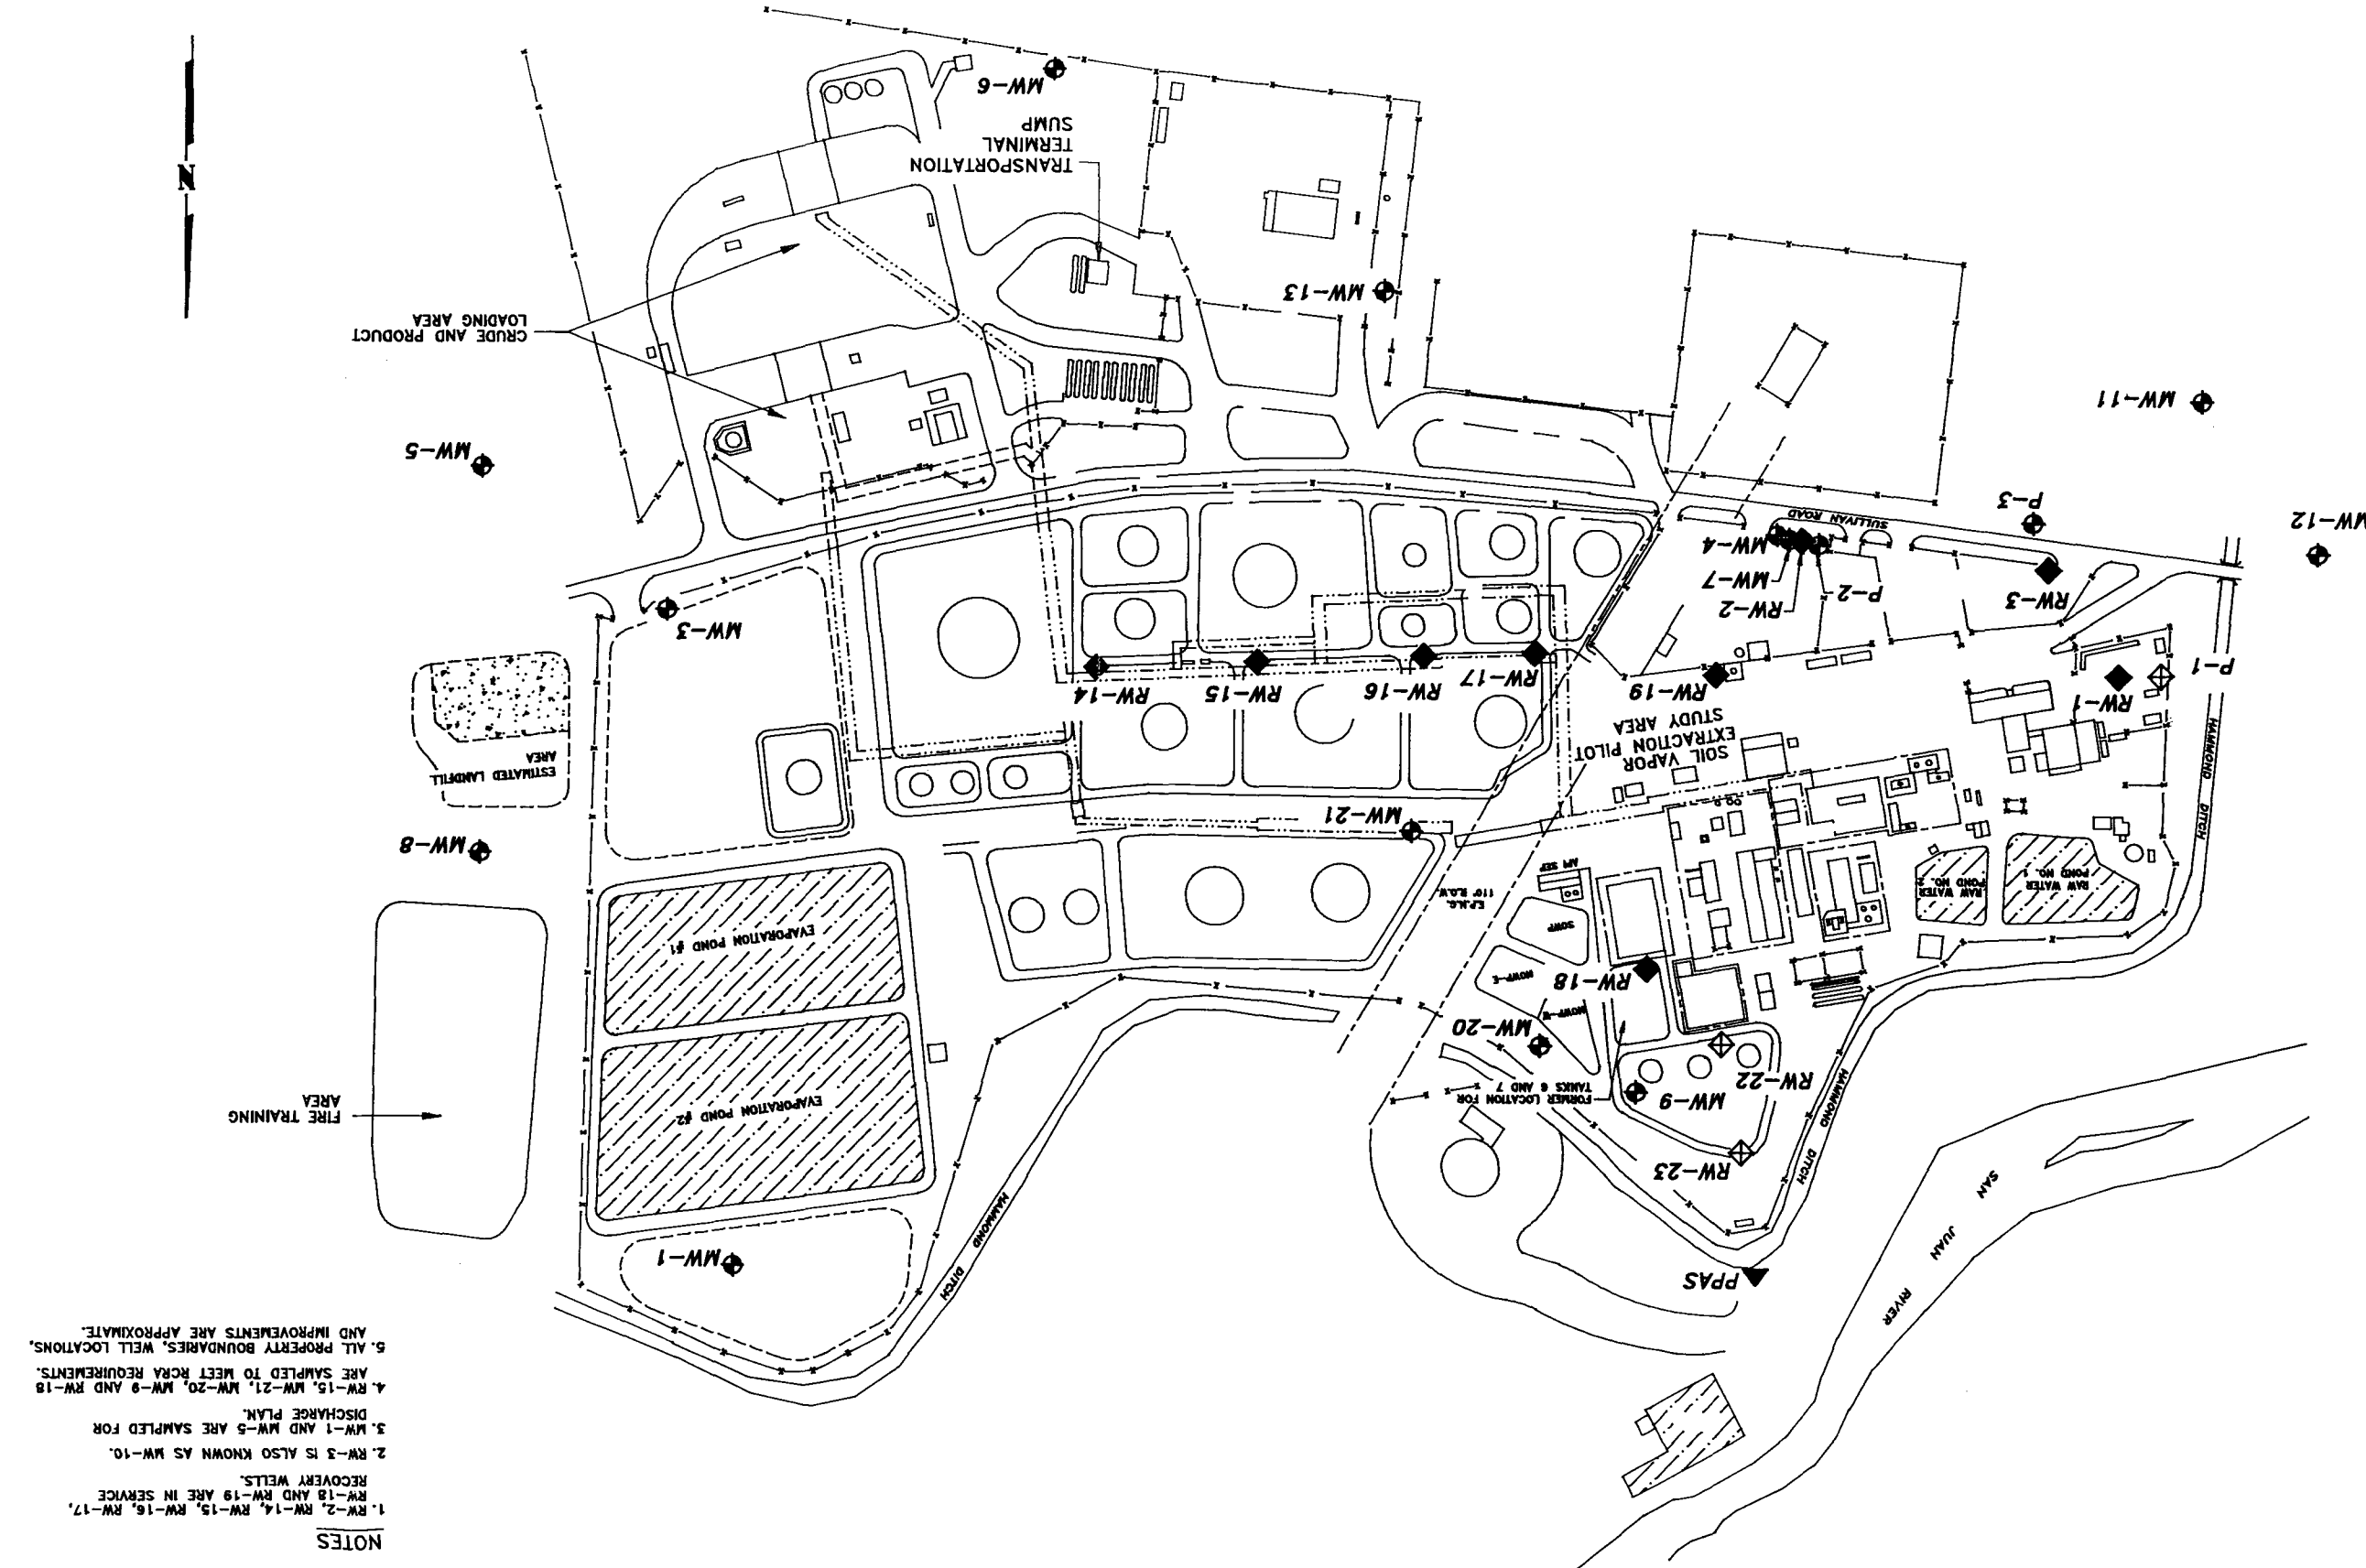 NOTES
1. RW-2, RW-14, RW-15, RW-16, RW-17,
RW-18 AND RW-19 ARE IN SERVICE
RECOVERY WELLS.
2. RW-3 IS ALSO KNOWN AS MW-10.
3. MW-1 AND MW-5 ARE SAMPLED FOR
DISCHARGE PLAN.
4. RW-15, MW-21, MW-20, MW-9 AND RW-18
ARE SAMPLED TO MEET RCRA REQUIREMENTS.
5. ALL PROPERTY BOUNDARIES, WELL LOCATIONS,
AND IMPROVEMENTS ARE APPROXIMATE.
SAN
JUAN
RIVER
PPAS
HAMMOND DITCH
MW-1
HAMMOND
DITCH
RW-23
RW-22
MW-9
FORMER LOCATION FOR
TANKS 6 AND 7
MW-20
EVAPORATION POND #2
FIRE TRAINING
AREA
RW-18
NOWP-W
NOWP-E
SOWP
API SEP
E.P.N.G.
110' R.O.W.
EVAPORATION POND #1
RAW WATER
POND NO. 1
RAW WATER
POND NO. 2
HAMMOND DITCH
MW-21
MW-8
SOIL VAPOR
EXTRACTION PILOT
STUDY AREA
ESTIMATED LANDFILL
AREA
P-1
RW-1
RW-19
RW-17
RW-16
RW-15
RW-14
RW-3
P-2
RW-2
MW-7
MW-4
MW-3
SULLIVAN ROAD
MW-12
P-3
MW-11
MW-5
CRUDE AND PRODUCT
LOADING AREA
MW-13
TRANSPORTATION
TERMINAL
SUMP
MW-6
N